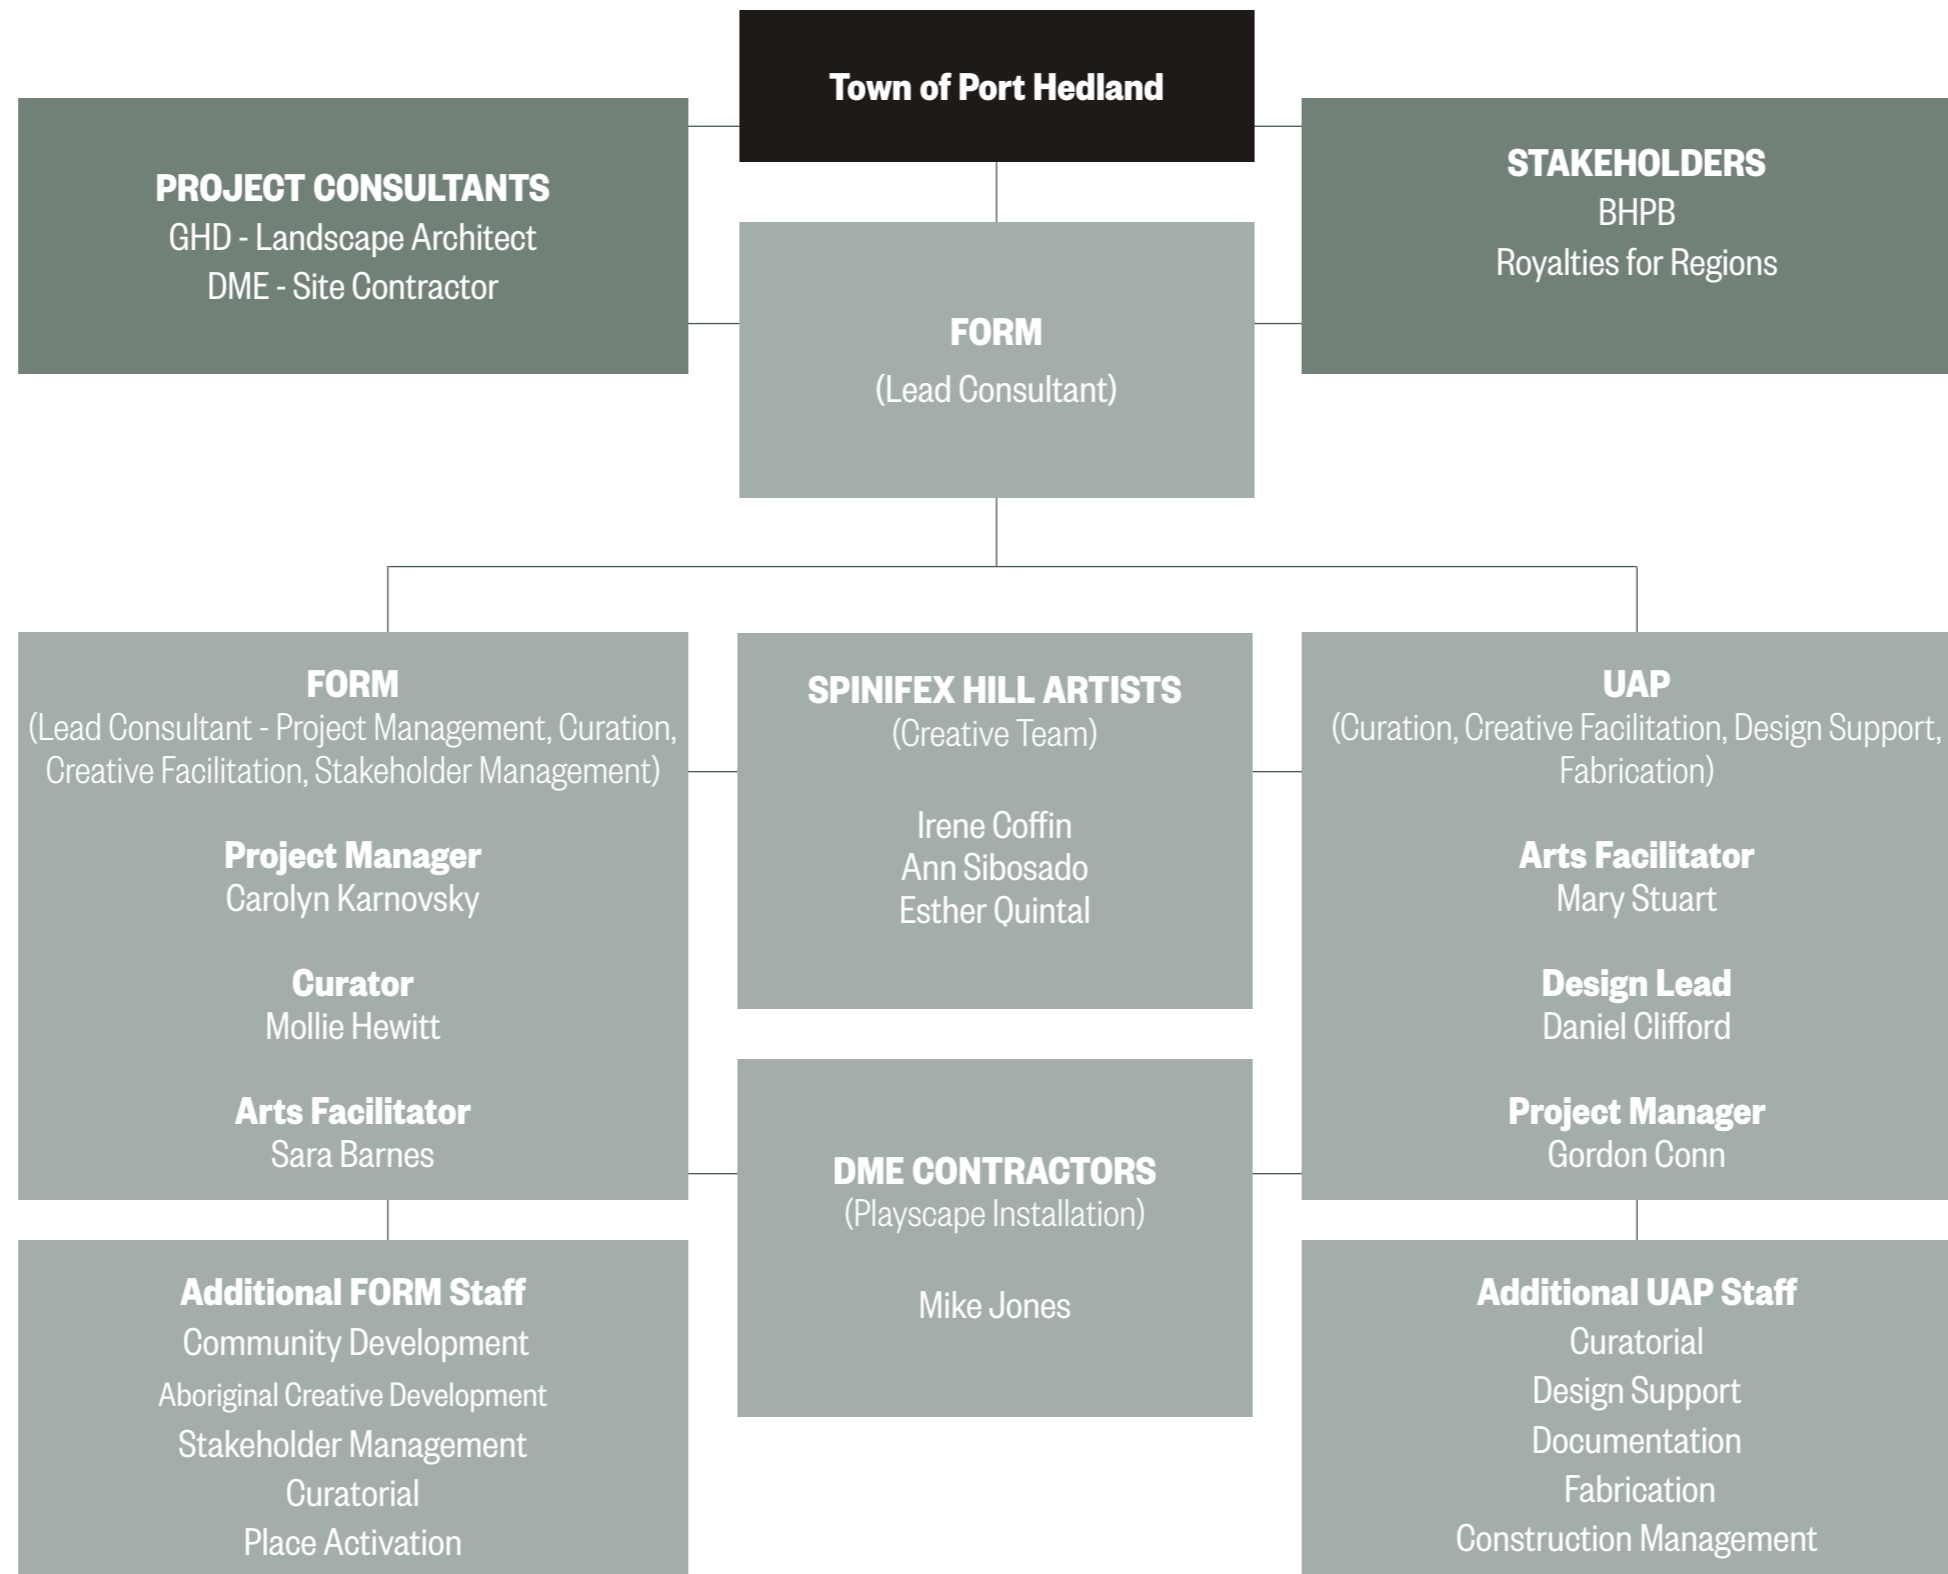 Town of Port Hedland
PROJECT CONSULTANTS
GHD - Landscape Architect
DME - Site Contractor
STAKEHOLDERS
BHPB
Royalties for Regions
FORM
(Lead Consultant)
FORM
(Lead Consultant - Project Management, Curation,
Creative Facilitation, Stakeholder Management)
Project Manager
Carolyn Karnovsky
Curator
Mollie Hewitt
Arts Facilitator
Sara Barnes
SPINIFEX HILL ARTISTS
(Creative Team)
Irene Coffin
Ann Sibosado
Esther Quintal
UAP
(Curation, Creative Facilitation, Design Support,
Fabrication)
Arts Facilitator
Mary Stuart
Design Lead
Daniel Clifford
Project Manager
Gordon Conn
DME CONTRACTORS
(Playscape Installation)
Mike Jones
Additional FORM Staff
Community Development
Aboriginal Creative Development
Stakeholder Management
Curatorial
Place Activation
Additional UAP Staff
Curatorial
Design Support
Documentation
Fabrication
Construction Management